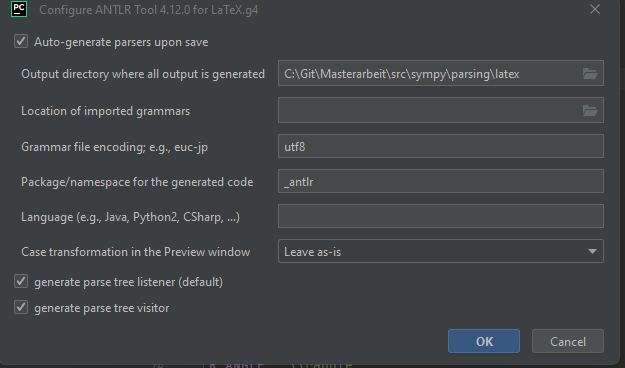 PC
Configure ANTLR Tool 4.12.0 for LaTeX.g4
Auto-generate parsers upon save
Output directory where all output is generated C:\Git\Masterarbeit\src\sympy\parsing\latex
Location of imported grammars
Grammar file encoding; e.g., euc-jp utf8
Package/namespace for the generated code _antlr
Language (e.g., Java, Python2, CSharp, ...)
Case transformation in the Preview window Leave as-is
generate parse tree listener (default)
generate parse tree visitor
OK Cancel